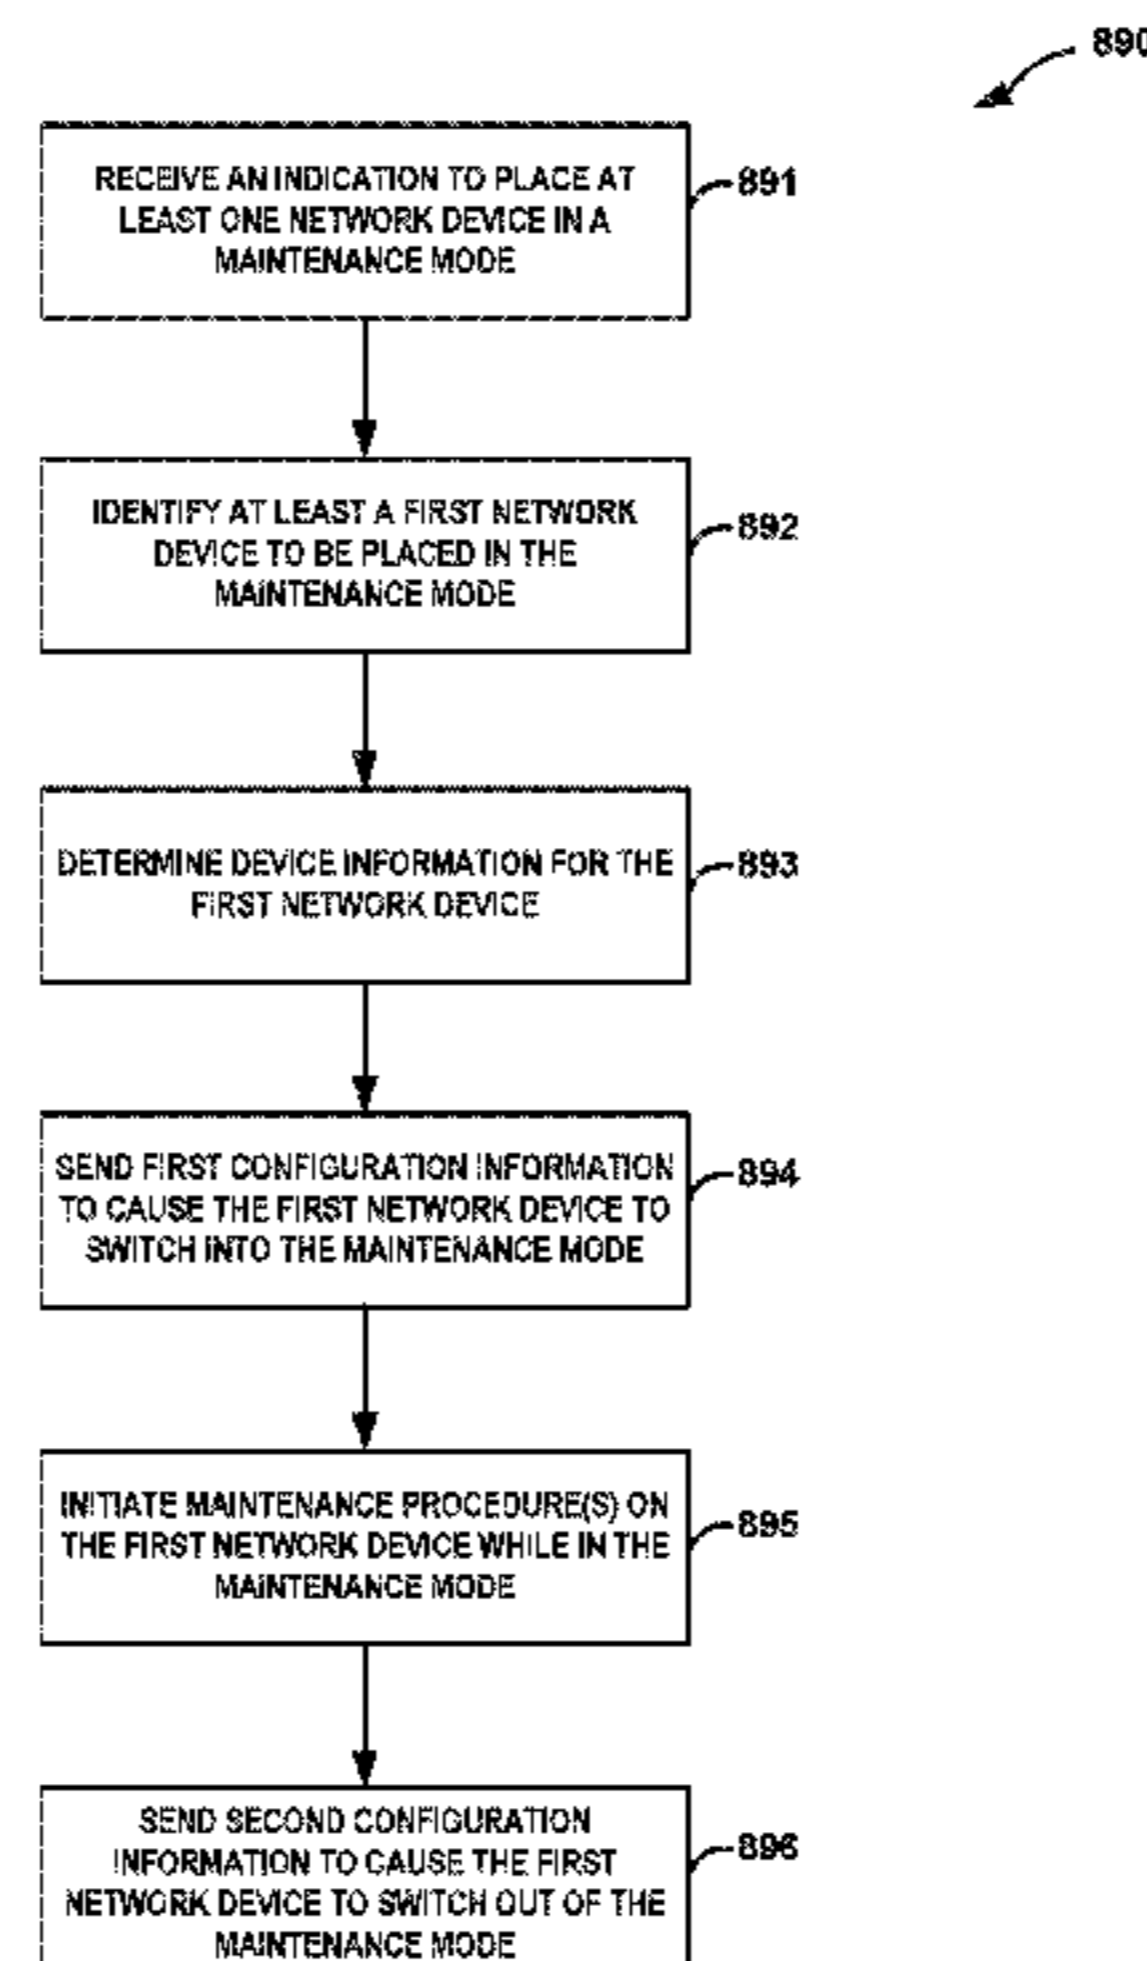 890
RECEIVE AN INDICATION TO PLACE AT
LEAST ONE NETWORK DEVICE IN A
MAINTENANCE MODE
891
IDENTIFY AT LEAST A FIRST NETWORK
DEVICE TO BE PLACED IN THE
MAINTENANCE MODE
892
DETERMINE DEVICE INFORMATION FOR THE
FIRST NETWORK DEVICE
893
SEND FIRST CONFIGURATION INFORMATION
TO CAUSE THE FIRST NETWORK DEVICE TO
SWITCH INTO THE MAINTENANCE MODE
894
INITIATE MAINTENANCE PROCEDURE(S) ON
THE FIRST NETWORK DEVICE WHILE IN THE
MAINTENANCE MODE
895
SEND SECOND CONFIGURATION
INFORMATION TO CAUSE THE FIRST
NETWORK DEVICE TO SWITCH OUT OF THE
MAINTENANCE MODE
896